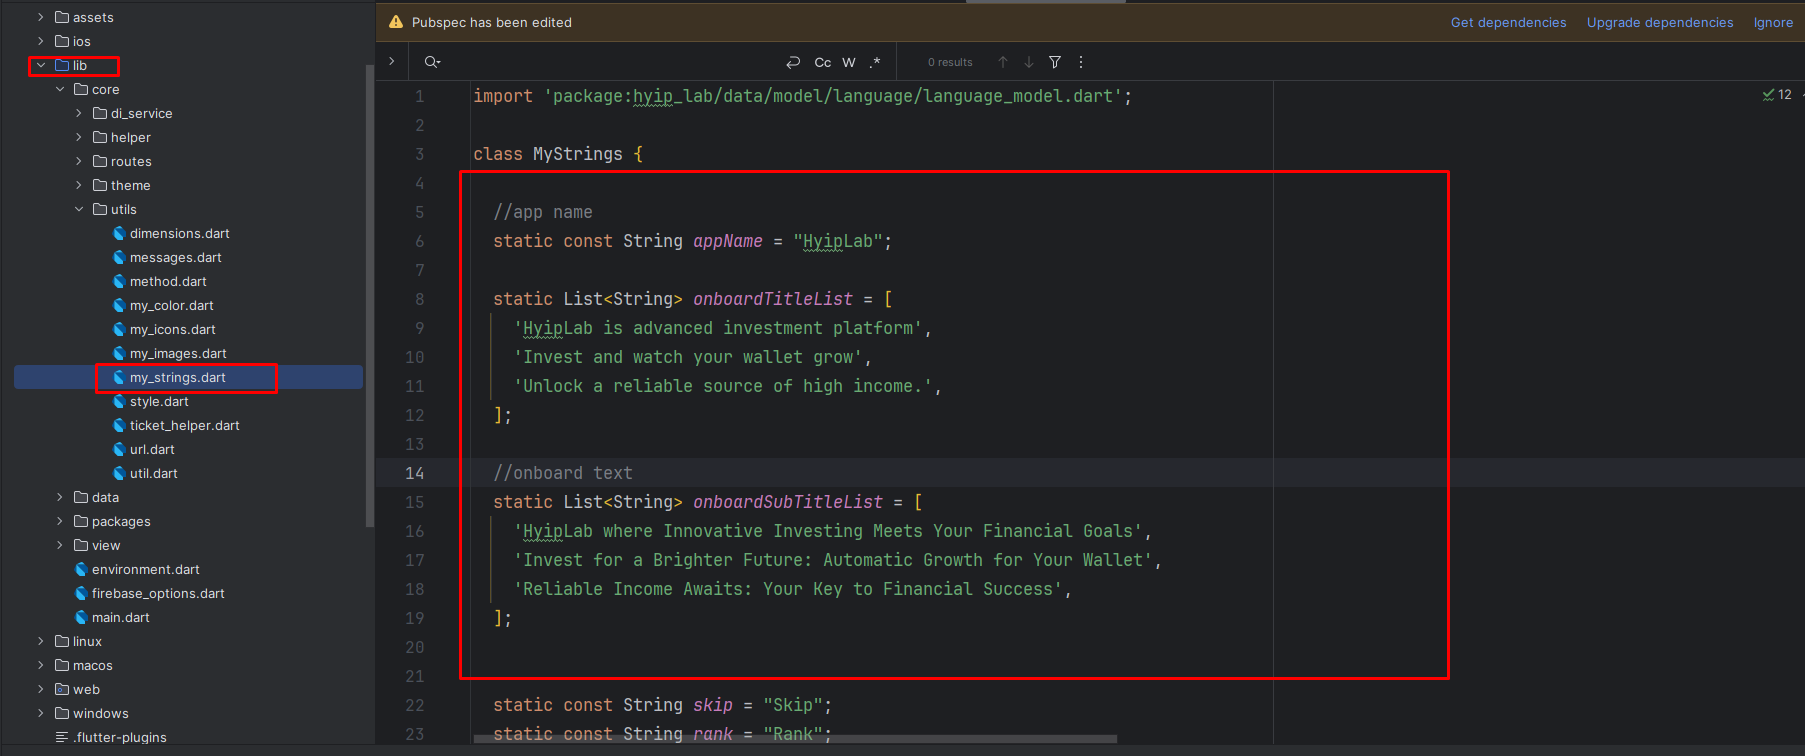 assets
ios
lib
core
di_service
helper
routes
theme
utils
dimensions.dart
messages.dart
method.dart
my_color.dart
my_icons.dart
my_images.dart
my_strings.dart
style.dart
ticket_helper.dart
url.dart
util.dart
data
packages
view
environment.dart
firebase_options.dart
main.dart
linux
macos
web
windows
.flutter-plugins
Pubspec has been edited
Get dependencies Upgrade dependencies Ignore
Cc W .* 0 results
12
1 import 'package:hyip_lab/data/model/language/language_model.dart';
2
3 class MyStrings {
4
5 //app name
6 static const String appName = "HyipLab";
7
8 static List<String> onboardTitleList = [
9 'HyipLab is advanced investment platform',
10 'Invest and watch your wallet grow',
11 'Unlock a reliable source of high income.',
12 ];
13
14 //onboard text
15 static List<String> onboardSubTitleList = [
16 'HyipLab where Innovative Investing Meets Your Financial Goals',
17 'Invest for a Brighter Future: Automatic Growth for Your Wallet',
18 'Reliable Income Awaits: Your Key to Financial Success',
19 ];
20
21
22 static const String skip = "Skip";
23 static const String rank = "Rank";